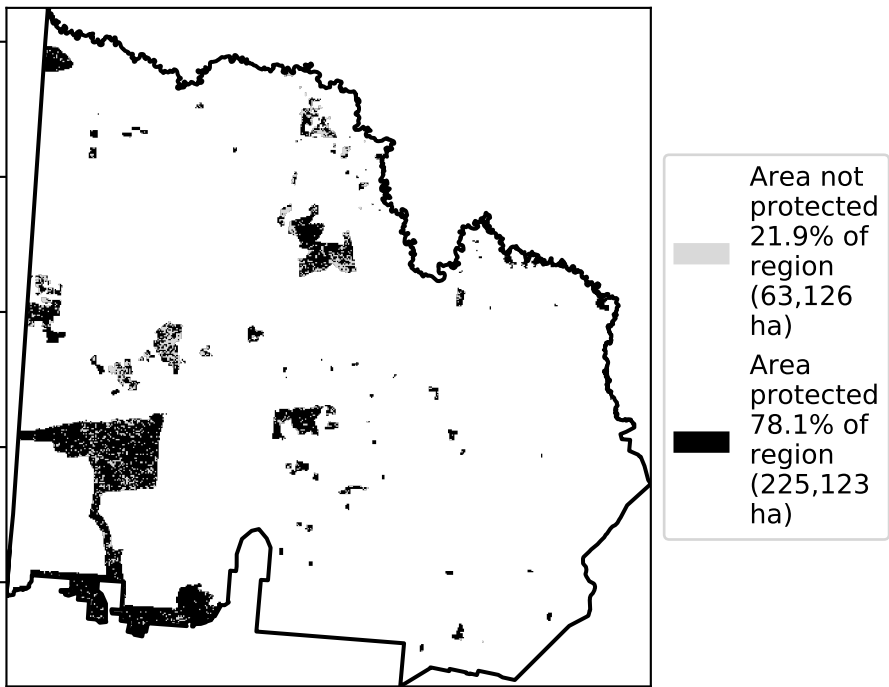 Area not
protected
21.9% of
region
(63,126
ha)
Area
protected
78.1% of
region
(225,123
ha)